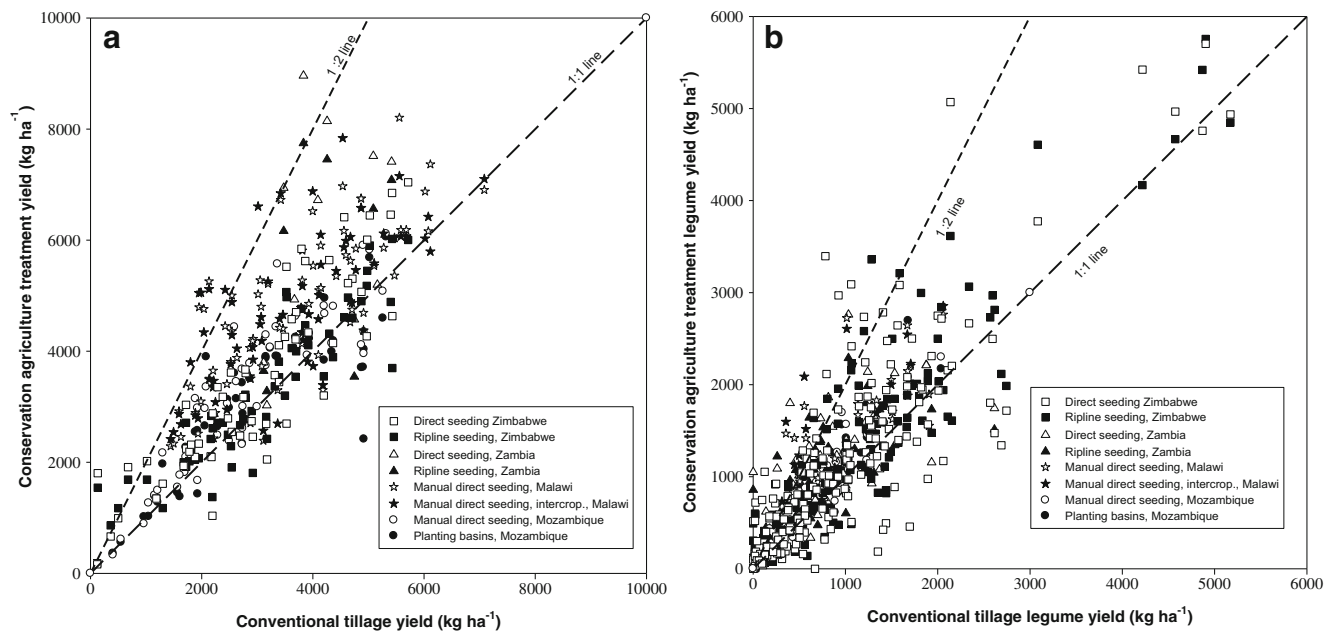 a
1:2 line
1:1 line
Conservation agriculture treatment yield (kg ha-1)
10000
8000
6000
4000
2000
0
0 2000 4000 6000 8000 10000
Conventional tillage yield (kg ha-1)
Direct seeding Zimbabwe
Ripline seeding, Zimbabwe
Direct seeding, Zambia
Ripline seeding, Zambia
Manual direct seeding, Malawi
Manual direct seeding, intercrop., Malawi
Manual direct seeding, Mozambique
Planting basins, Mozambique
b
1:2 line
1:1 line
Conservation agriculture treatment legume yield (kg ha-1)
6000
5000
4000
3000
2000
1000
0
0 1000 2000 3000 4000 5000 6000
Conventional tillage legume yield (kg ha-1)
Direct seeding Zimbabwe
Ripline seeding, Zimbabwe
Direct seeding, Zambia
Ripline seeding, Zambia
Manual direct seeding, Malawi
Manual direct seeding, intercrop., Malawi
Manual direct seeding, Mozambique
Planting basins, Mozambique